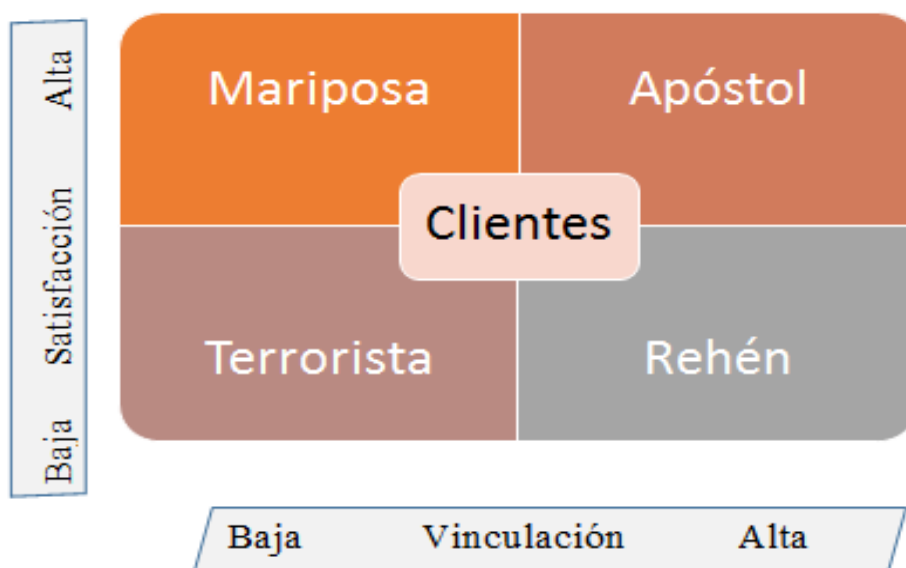 Alta
Satisfacción
Baja
Mariposa
Apóstol
Clientes
Terrorista
Rehén
Baja Vinculación Alta